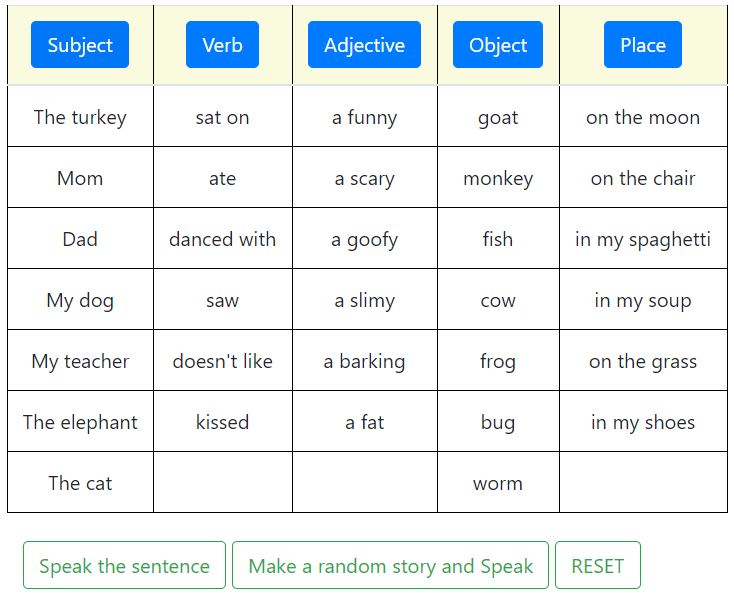 Subject Verb Adjective Object Place
The turkey sat on a funny goat on the moon
Mom ate a scary monkey on the chair
Dad danced with a goofy fish in my spaghetti
My dog saw a slimy cow in my soup
My teacher doesn't like a barking frog on the grass
The elephant kissed a fat bug in my shoes
The cat worm
Speak the sentence Make a random story and Speak RESET